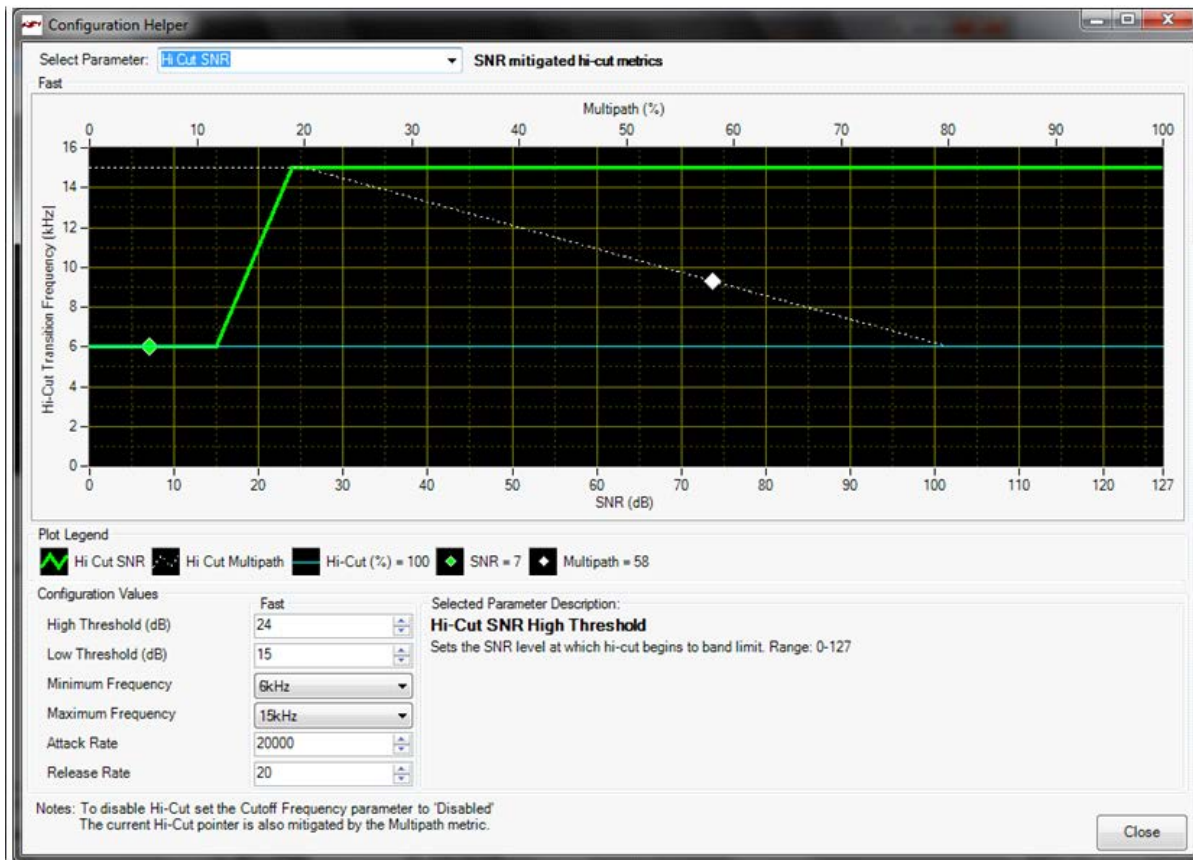 Configuration Helper
Select Parameter: Hi Cut SNR SNR mitigated hi-cut metrics
Fast
Multipath (%)
0 10 20 30 40 50 60 70 80 90 100
Hi-Cut Transition Frequency (kHz)
16
14
12
10
8
6
4
2
0
0 10 20 30 40 50 60 70 80 90 100 110 120 127
SNR (dB)
Plot Legend
Hi Cut SNR Hi Cut Multipath Hi-Cut (%) = 100 SNR = 7 Multipath = 58
Configuration Values
Fast
High Threshold (dB) 24
Low Threshold (dB) 15
Minimum Frequency 6kHz
Maximum Frequency 15kHz
Attack Rate 20000
Release Rate 20
Selected Parameter Description:
Hi-Cut SNR High Threshold
Sets the SNR level at which hi-cut begins to band limit. Range: 0-127
Notes: To disable Hi-Cut set the Cutoff Frequency parameter to 'Disabled'
The current Hi-Cut pointer is also mitigated by the Multipath metric.
Close